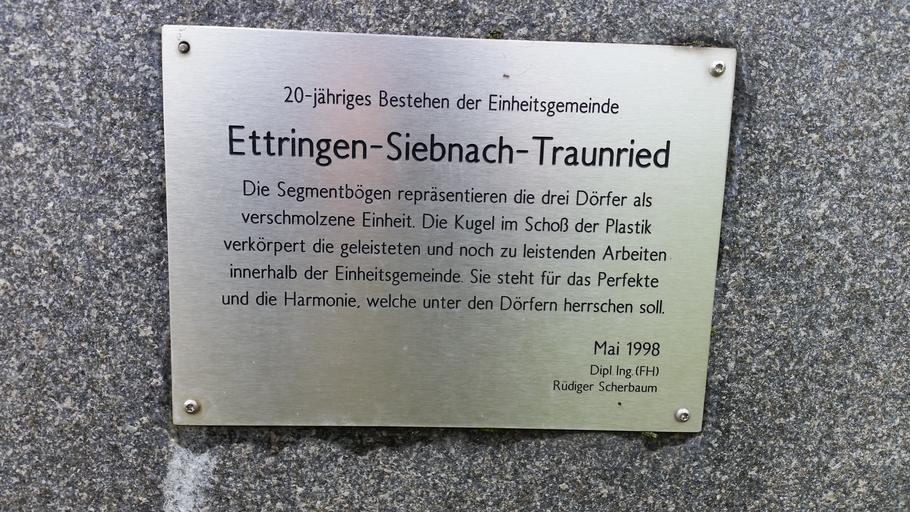 20-jähriges Bestehen der Einheitsgemeinde
Ettringen-Siebnach-Traunried
Die Segmentbögen repräsentieren die drei Dörfer als
verschmolzene Einheit. Die Kugel im Schoß der Plastik
verkörpert die geleisteten und noch zu leistenden Arbeiten
innerhalb der Einheitsgemeinde. Sie steht für das Perfekte
und die Harmonie, welche unter den Dörfern herrschen soll.
Mai 1998
Dipl. Ing. (FH)
Rüdiger Scherbaum